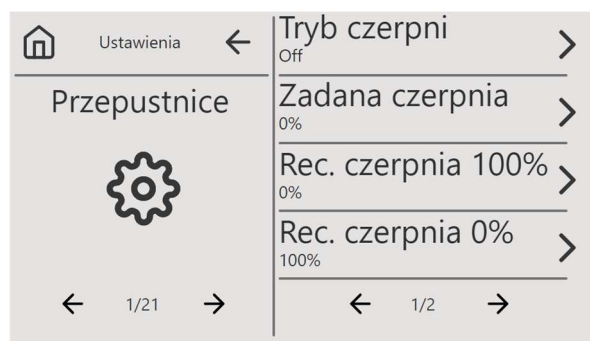 Ustawienia
Przepustnice
1/21
Tryb czerpni
Off
Zadana czerpnia
0%
Rec. czerpnia 100%
0%
Rec. czerpnia 0%
100%
1/2